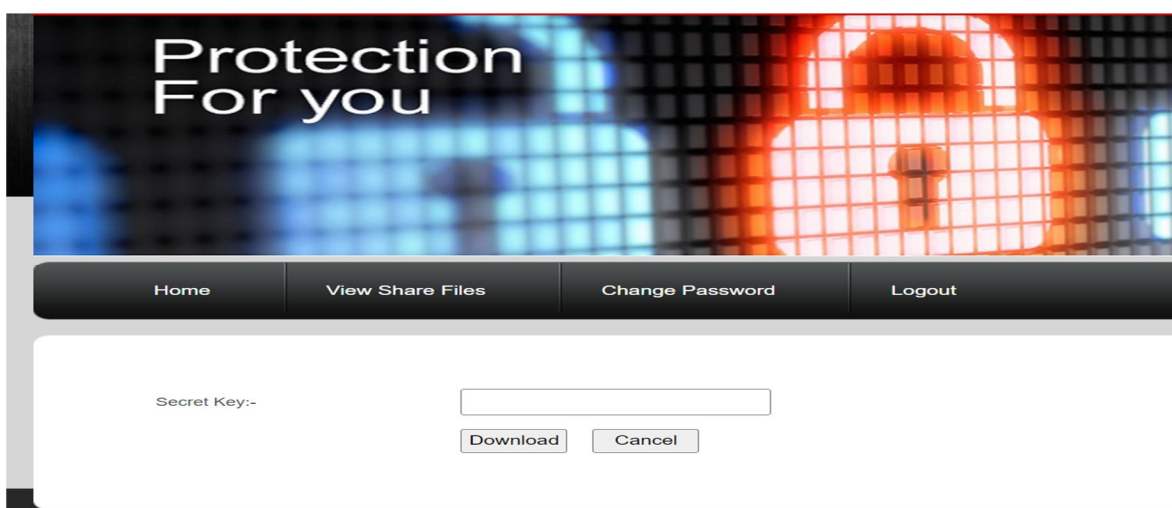 Protection
For you
Home View Share Files Change Password Logout
Secret Key:-
Download Cancel